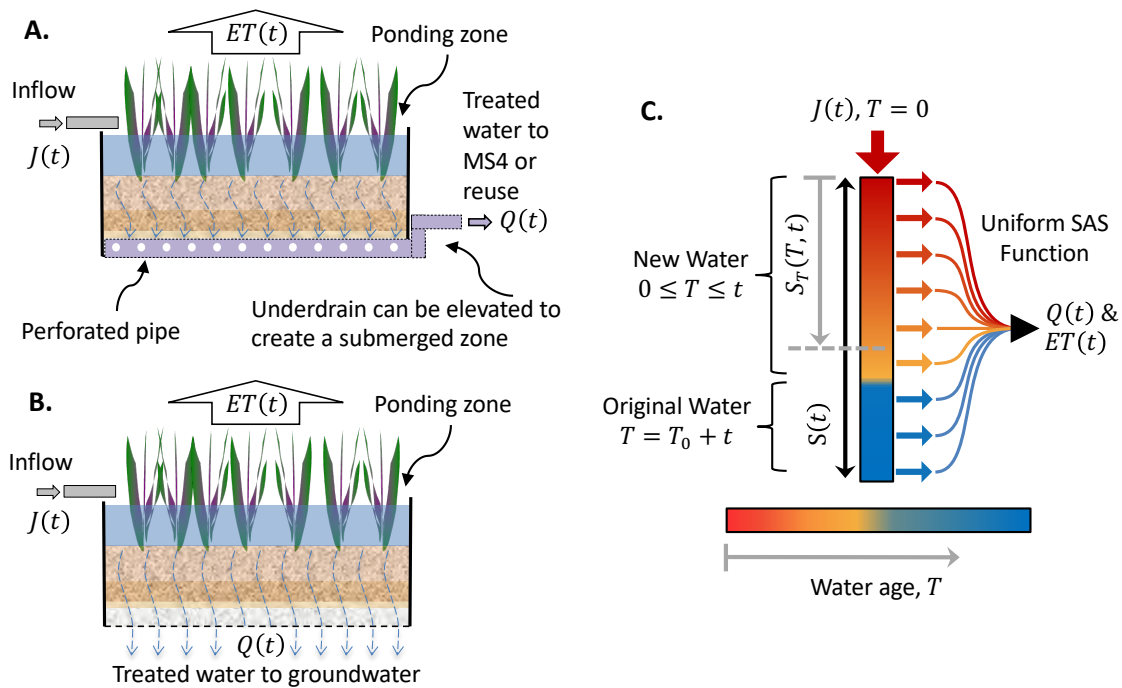 A.
ET(t)
Ponding zone
Inflow
J(t)
Treated
water to
MS4 or
reuse
Q(t)
Perforated pipe
Underdrain can be elevated to
create a submerged zone
B.
ET(t)
Ponding zone
Inflow
J(t)
Q(t)
Treated water to groundwater
C.
J(t), T = 0
New Water
0 ≤ T ≤ t
S_T(T, t)
S(t)
Original Water
T = T₀ + t
Uniform SAS
Function
Q(t) &
ET(t)
Water age, T